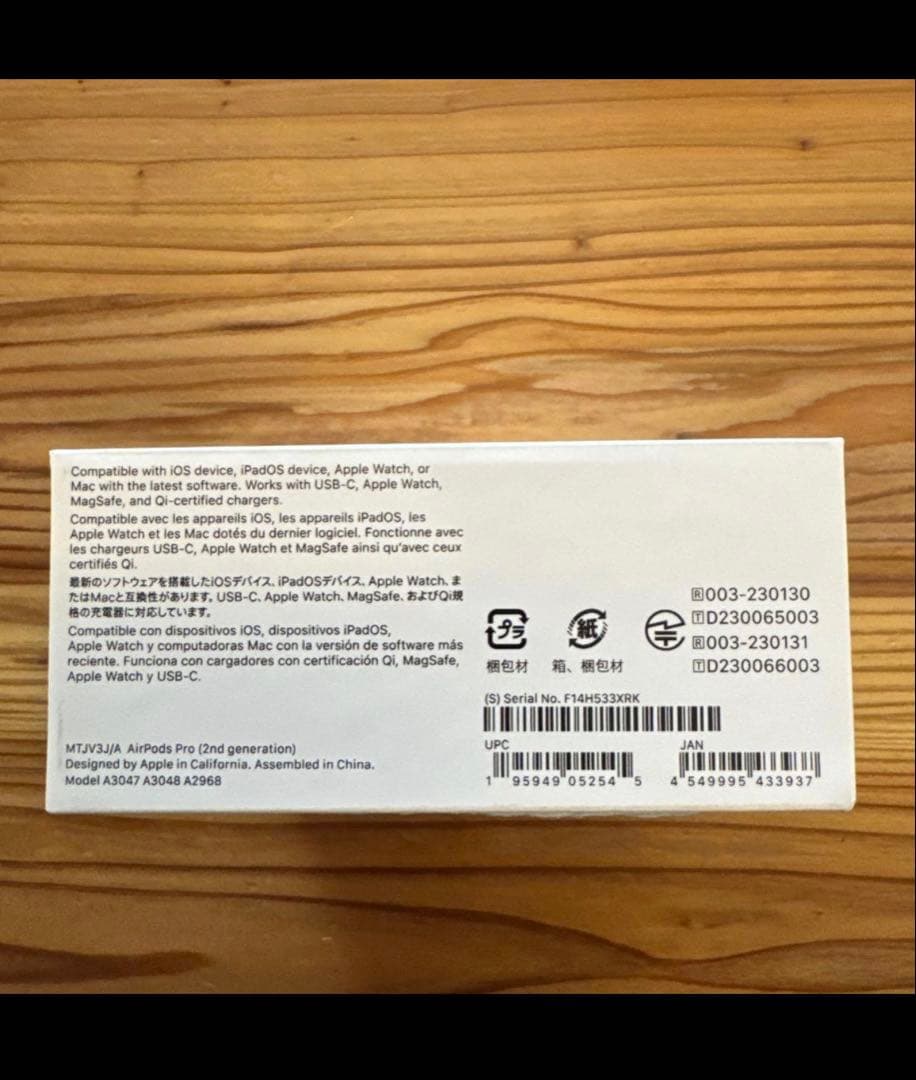 Compatible with iOS device, iPadOS device, Apple Watch, or
Mac with the latest software. Works with USB-C, Apple Watch,
MagSafe, and Qi-certified chargers.
Compatible avec les appareils iOS, les appareils iPadOS, les
Apple Watch et les Mac dotés du dernier logiciel. Fonctionne avec
les chargeurs USB-C, Apple Watch et MagSafe ainsi qu'avec ceux
certifiés Qi.
最新のソフトウェアを搭載したiOSデバイス、iPadOSデバイス、Apple Watch、ま
たはMacと互換性があります。USB-C、Apple Watch、MagSafe、およびQi規
格の充電器に対応しています。
Compatible con dispositivos iOS, dispositivos iPadOS,
Apple Watch y computadoras Mac con la versión de software más
reciente. Funciona con cargadores con certificación Qi, MagSafe,
Apple Watch y USB-C.
MTJV3J/A AirPods Pro (2nd generation)
Designed by Apple in California. Assembled in China.
Model A3047 A3048 A2968
プラ
梱包材
紙
箱、梱包材
R 003-230130
T D230065003
R 003-230131
T D230066003
(S) Serial No. F14H533XRK
UPC
1 95949 05254 5
JAN
4 549995 433937